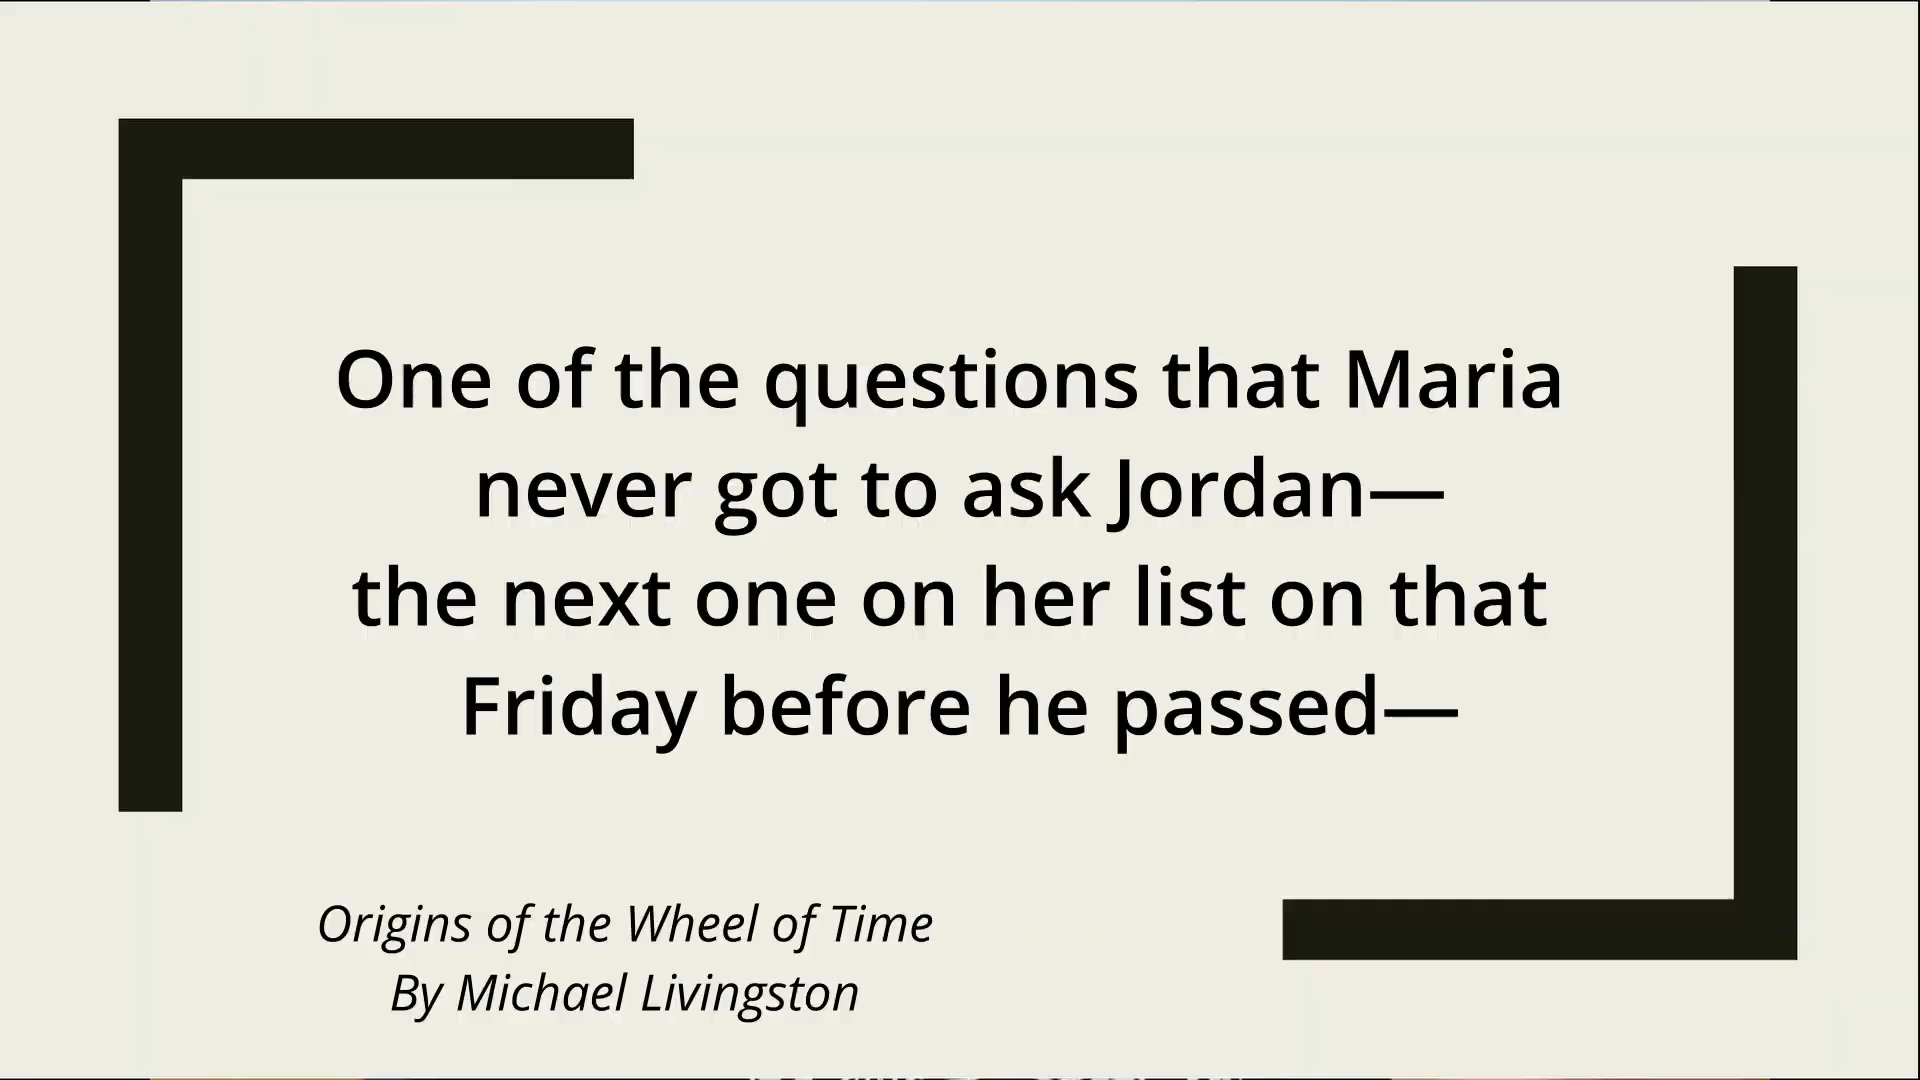 One of the questions that Maria
never got to ask Jordan—
the next one on her list on that
Friday before he passed—
Origins of the Wheel of Time
By Michael Livingston